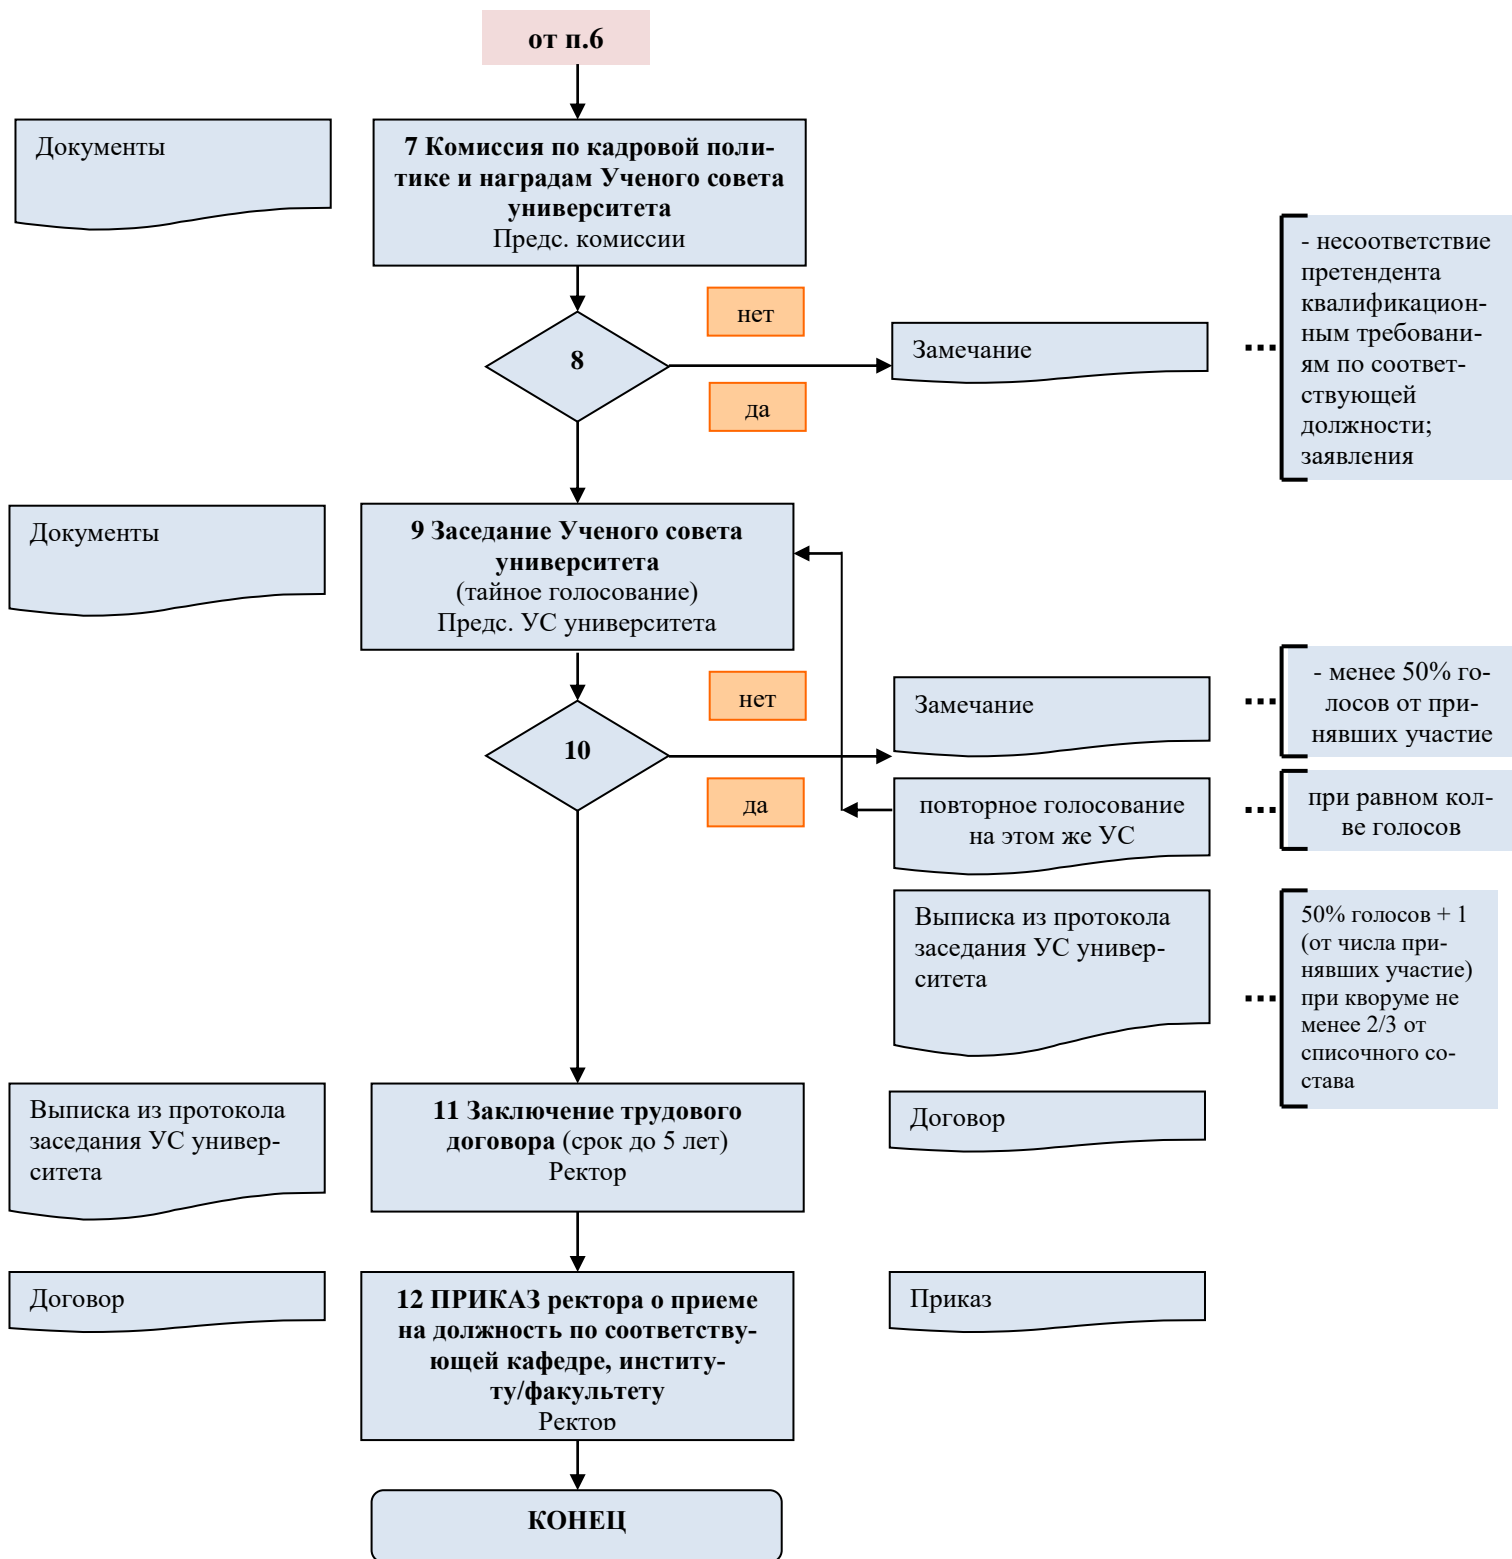 от п.6
Документы
7 Комиссия по кадровой поли-
тике и наградам Ученого совета
университета
Предс. комиссии
нет
8
да
Замечание
- несоответствие
претендента
квалификацион-
ным требовани-
ям по соответ-
ствующей
должности;
заявления
Документы
9 Заседание Ученого совета
университета
(тайное голосование)
Предс. УС университета
нет
10
да
Замечание
- менее 50% го-
лосов от при-
нявших участие
повторное голосование
на этом же УС
при равном кол-
ве голосов
Выписка из протокола
заседания УС универ-
ситета
50% голосов + 1
(от числа при-
нявших участие)
при кворуме не
менее 2/3 от
списочного со-
става
Выписка из протокола
заседания УС универ-
ситета
11 Заключение трудового
договора (срок до 5 лет)
Ректор
Договор
Договор
12 ПРИКАЗ ректора о приеме
на должность по соответству-
ющей кафедре, институ-
ту/факультету
Ректор
Приказ
КОНЕЦ